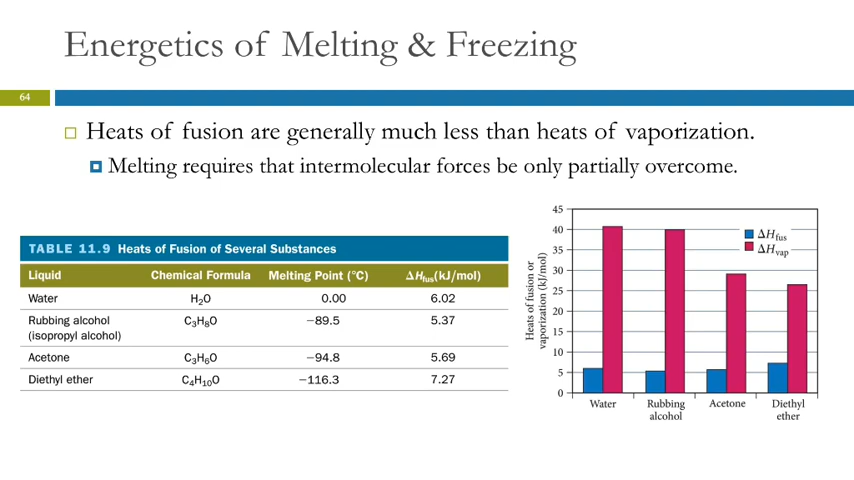 Energetics of Melting & Freezing
64
Heats of fusion are generally much less than heats of vaporization.
Melting requires that intermolecular forces be only partially overcome.
TABLE 11.9 Heats of Fusion of Several Substances
Liquid Chemical Formula Melting Point (°C) ΔHfus(kJ/mol)
Water H₂O 0.00 6.02
Rubbing alcohol C₃H₈O −89.5 5.37
(isopropyl alcohol)
Acetone C₃H₆O −94.8 5.69
Diethyl ether C₄H₁₀O −116.3 7.27
Heats of fusion or
vaporization (kJ/mol)
45
40
35
30
25
20
15
10
5
0
ΔHfus
ΔHvap
Water Rubbing Acetone Diethyl
alcohol ether